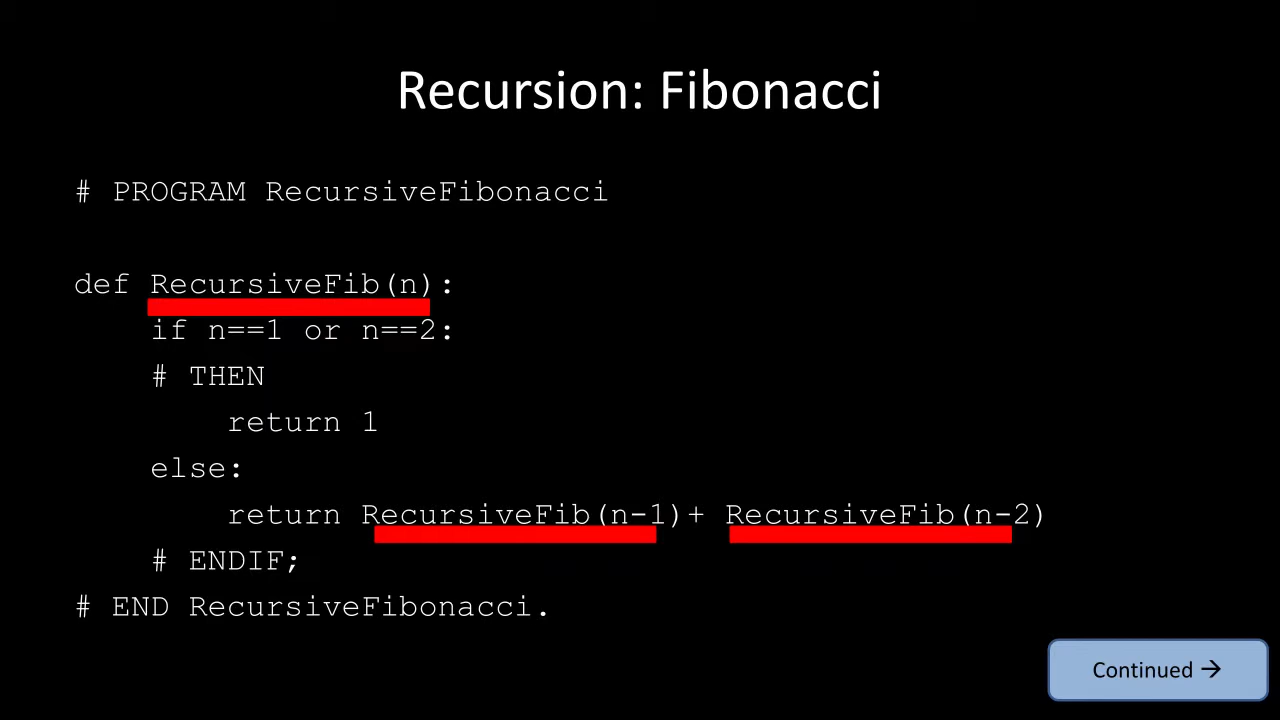 Recursion: Fibonacci
# PROGRAM RecursiveFibonacci
def RecursiveFib(n):
    if n==1 or n==2:
    # THEN
        return 1
    else:
        return RecursiveFib(n-1)+ RecursiveFib(n-2)
    # ENDIF;
# END RecursiveFibonacci.
Continued →